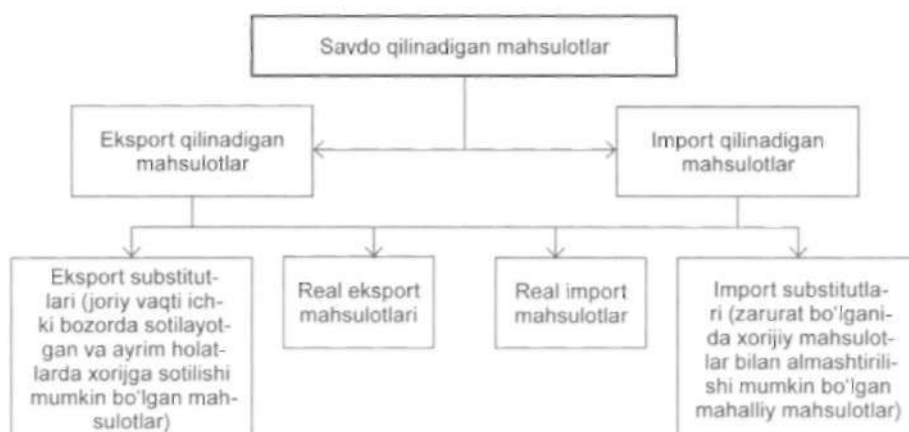 Savdo qilinadigan mahsulotlar
Eksport qilinadigan
mahsulotlar
Import qilinadigan
mahsulotlar
Eksport substitut-
lari (joriy vaqti ich-
ki bozorda sotilayot-
gan va ayrim holat-
larda xorijga sotilishi
mumkin bo‘lgan mah-
sulotlar)
Real eksport
mahsulotlari
Real import
mahsulotlar
Import substitutla-
ri (zarurat bo‘lgani-
da xorijiy mahsulot-
lar bilan almashtirili-
shi mumkin bo‘lgan
mahalliy mahsulotlar)